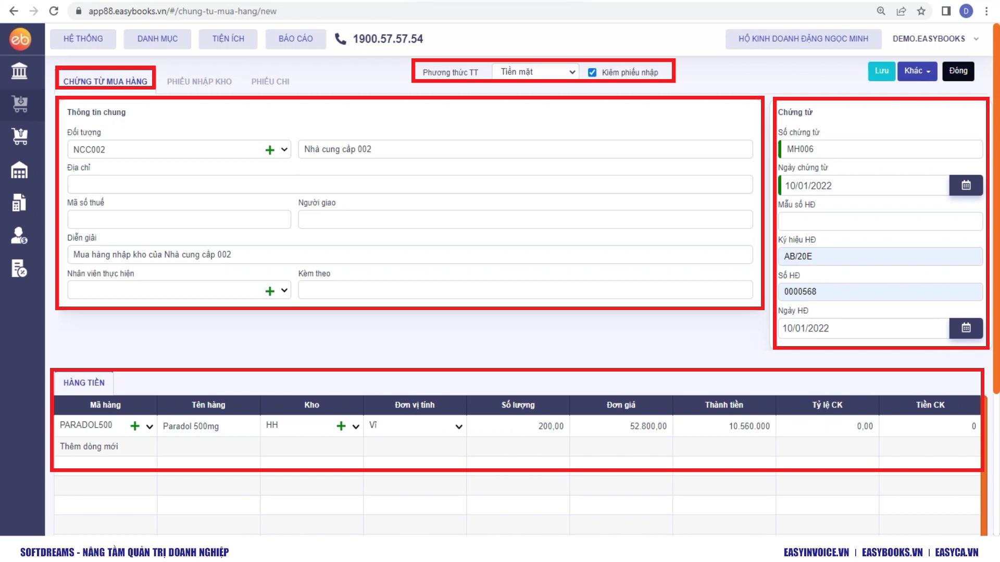 app88.easybooks.vn/#/chung-tu-mua-hang/new
D
eb
HỆ THỐNG
DANH MỤC
TIỆN ÍCH
BÁO CÁO
1900.57.57.54
HỘ KINH DOANH ĐẶNG NGỌC MINH
DEMO.EASYBOOKS
CHỨNG TỪ MUA HÀNG
PHIẾU NHẬP KHO
PHIẾU CHI
Phương thức TT
Tiền mặt
Kiêm phiếu nhập
Lưu
Khác
Đóng
Thông tin chung
Đối tượng
NCC002
Nhà cung cấp 002
Địa chỉ
Mã số thuế
Người giao
Diễn giải
Mua hàng nhập kho của Nhà cung cấp 002
Nhân viên thực hiện
Kèm theo
Chứng từ
Số chứng từ
MH006
Ngày chứng từ
10/01/2022
Mẫu số HĐ
Ký hiệu HĐ
AB/20E
Số HĐ
0000568
Ngày HĐ
10/01/2022
HÀNG TIỀN
Mã hàng
Tên hàng
Kho
Đơn vị tính
Số lượng
Đơn giá
Thành tiền
Tỷ lệ CK
Tiền CK
PARADOL500
Paradol 500mg
HH
Vỉ
200,00
52.800,00
10.560.000
0,00
0
Thêm dòng mới
SOFTDREAMS - NÂNG TẦM QUẢN TRỊ DOANH NGHIỆP
EASYINVOICE.VN | EASYBOOKS.VN | EASYCA.VN